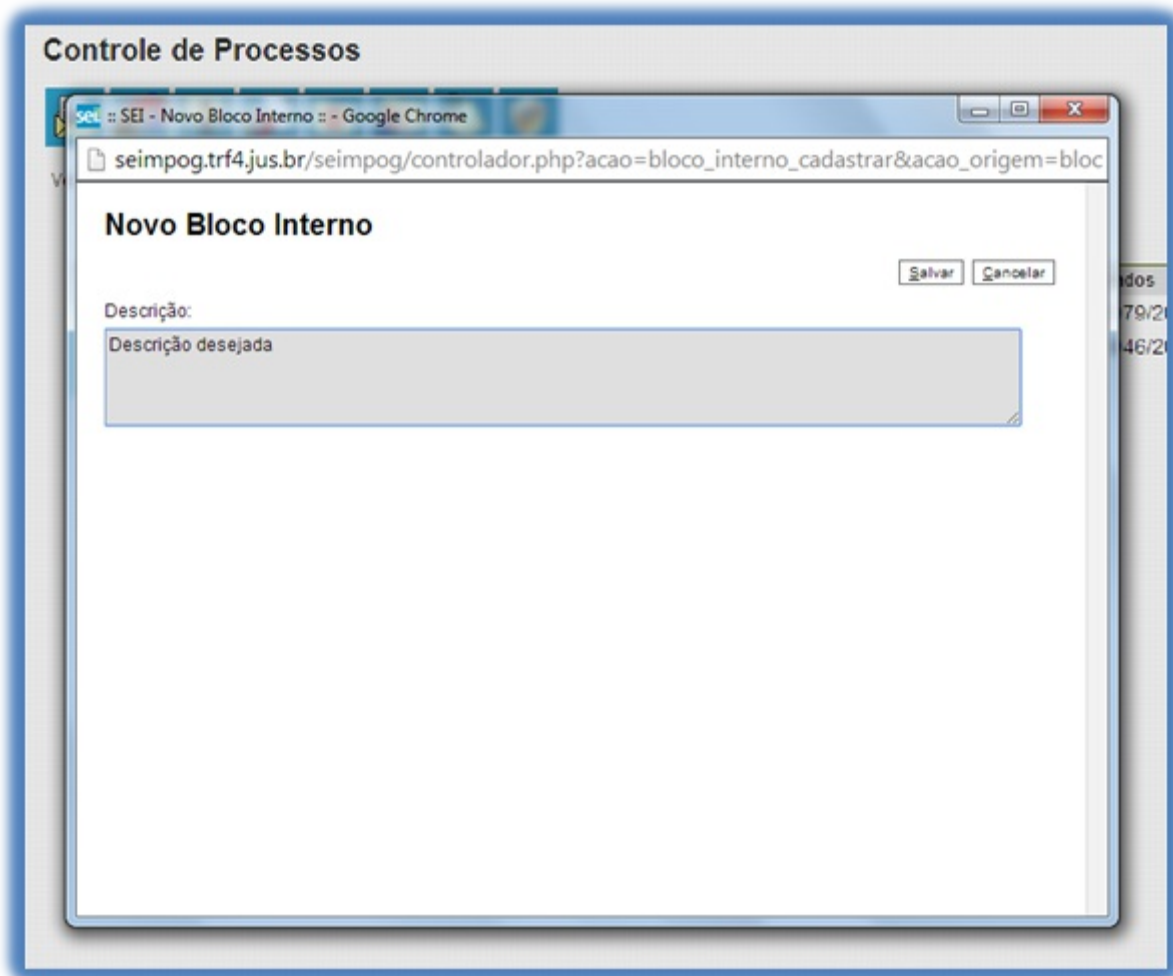 Controle de Processos
sei :: SEI - Novo Bloco Interno :: - Google Chrome
seimpog.trf4.jus.br/seimpog/controlador.php?acao=bloco_interno_cadastrar&acao_origem=bloc
Novo Bloco Interno
Salvar Cancelar
Descrição:
Descrição desejada